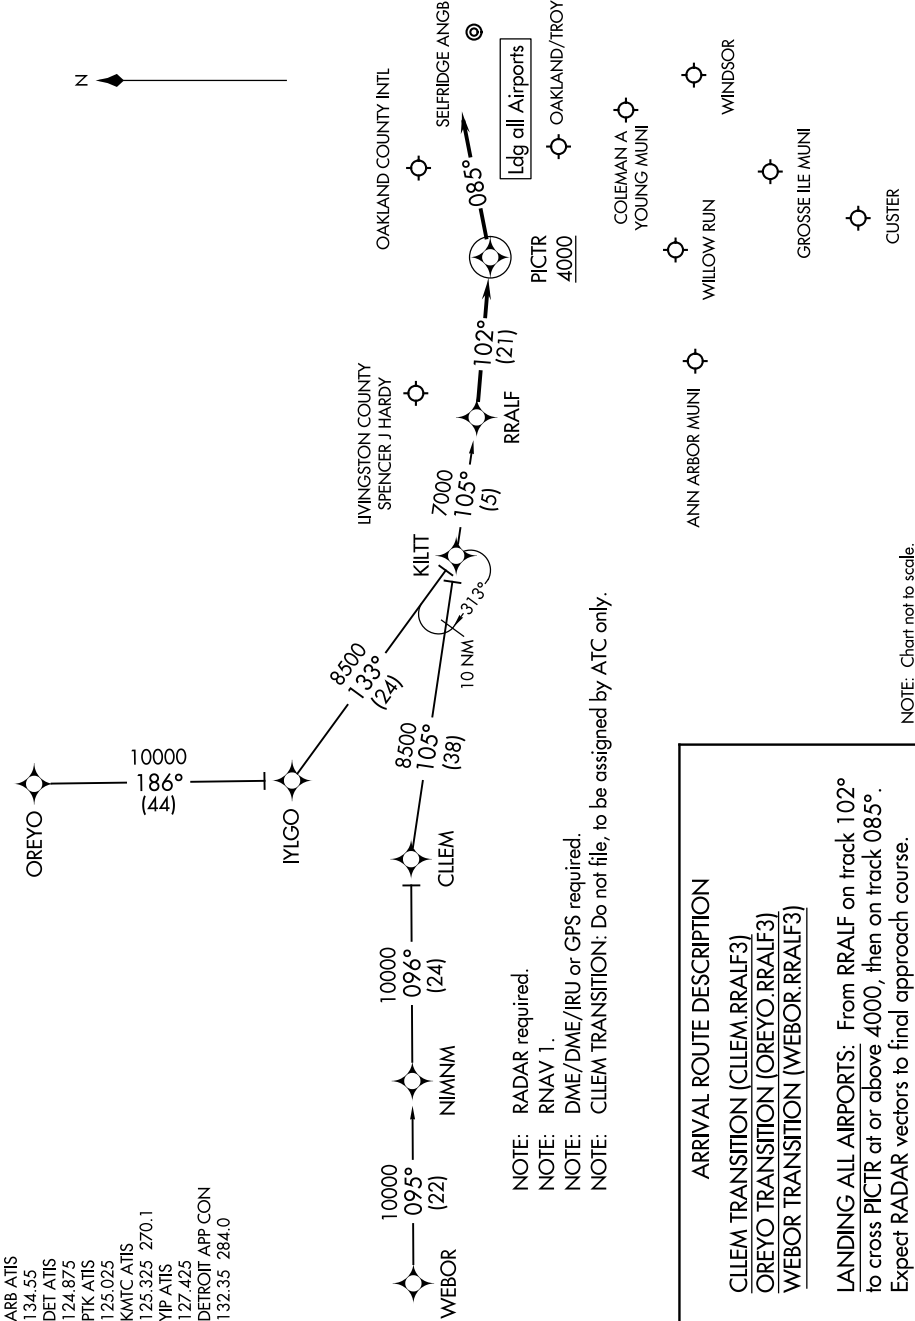 ARB ATIS
134.55
DET ATIS
124.875
PTK ATIS
125.025
KMTC ATIS
125.325 270.1
YIP ATIS
127.425
DETROIT APP CON
132.35 284.0
N
OREYO
10000
186°
(44)
IYLGO
8500
133°
(24)
WEBOR
10000
095°
(22)
NIMNM
10000
096°
(24)
CLLEM
8500
105°
(38)
10 NM
313°
KILTT
7000
105°
(5)
RRALF
102°
(21)
PICTR
4000
085°
Ldg all Airports
LIVINGSTON COUNTY
SPENCER J HARDY
OAKLAND COUNTY INTL
SELFRIDGE ANGB
OAKLAND/TROY
COLEMAN A
YOUNG MUNI
WINDSOR
WILLOW RUN
ANN ARBOR MUNI
GROSSE ILE MUNI
CUSTER
NOTE: RADAR required.
NOTE: RNAV 1.
NOTE: DME/DME/IRU or GPS required.
NOTE: CLLEM TRANSITION: Do not file, to be assigned by ATC only.
ARRIVAL ROUTE DESCRIPTION
CLLEM TRANSITION (CLLEM.RRALF3)
OREYO TRANSITION (OREYO.RRALF3)
WEBOR TRANSITION (WEBOR.RRALF3)
LANDING ALL AIRPORTS: From RRALF on track 102°
to cross PICTR at or above 4000, then on track 085°.
Expect RADAR vectors to final approach course.
NOTE: Chart not to scale.